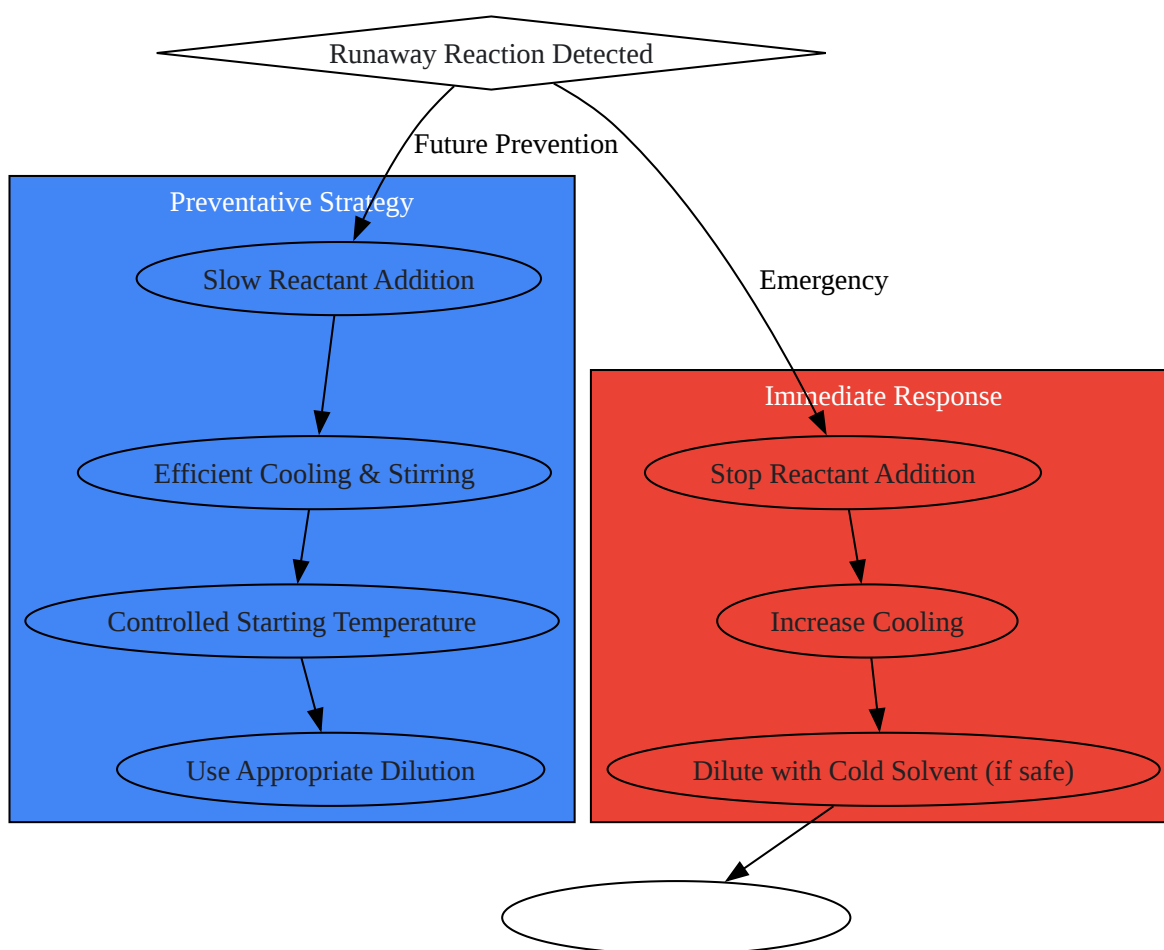 Runaway Reaction Detected
Future Prevention
Preventative Strategy
Slow Reactant Addition
Emergency
Immediate Response
Efficient Cooling & Stirring
Stop Reactant Addition
Controlled Starting Temperature
Increase Cooling
Use Appropriate Dilution
Dilute with Cold Solvent (if safe)